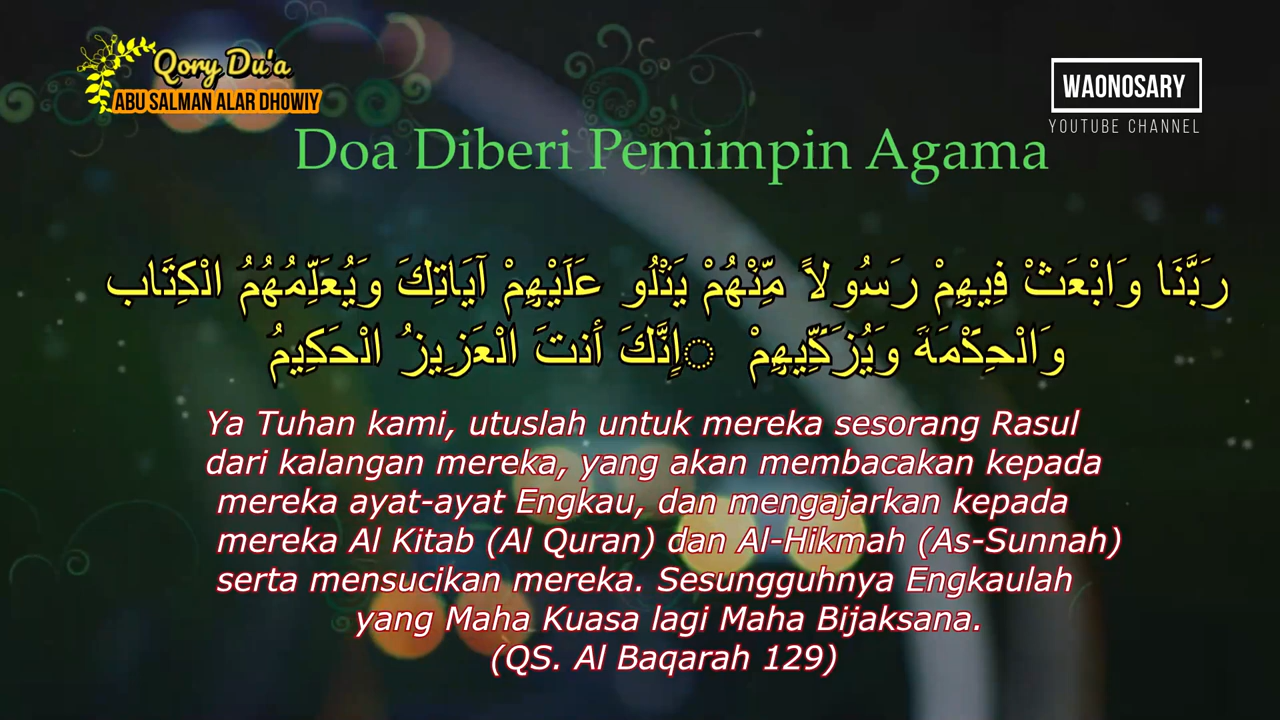 Qory Du'a
ABU SALMAN ALAR DHOWIY
WAONOSARY
YOUTUBE CHANNEL
Doa Diberi Pemimpin Agama
رَبَّنَا وَابْعَثْ فِيهِمْ رَسُولاً مِّنْهُمْ يَتْلُو عَلَيْهِمْ آيَاتِكَ وَيُعَلِّمُهُمُ الْكِتَاب
وَالْحِكْمَةَ وَيُزَكِّيهِمْ ◌ۚإِنَّكَ أَنتَ الْعَزِيزُ الْحَكِيمُ
Ya Tuhan kami, utuslah untuk mereka sesorang Rasul
dari kalangan mereka, yang akan membacakan kepada
mereka ayat-ayat Engkau, dan mengajarkan kepada
mereka Al Kitab (Al Quran) dan Al-Hikmah (As-Sunnah)
serta mensucikan mereka. Sesungguhnya Engkaulah
yang Maha Kuasa lagi Maha Bijaksana.
(QS. Al Baqarah 129)